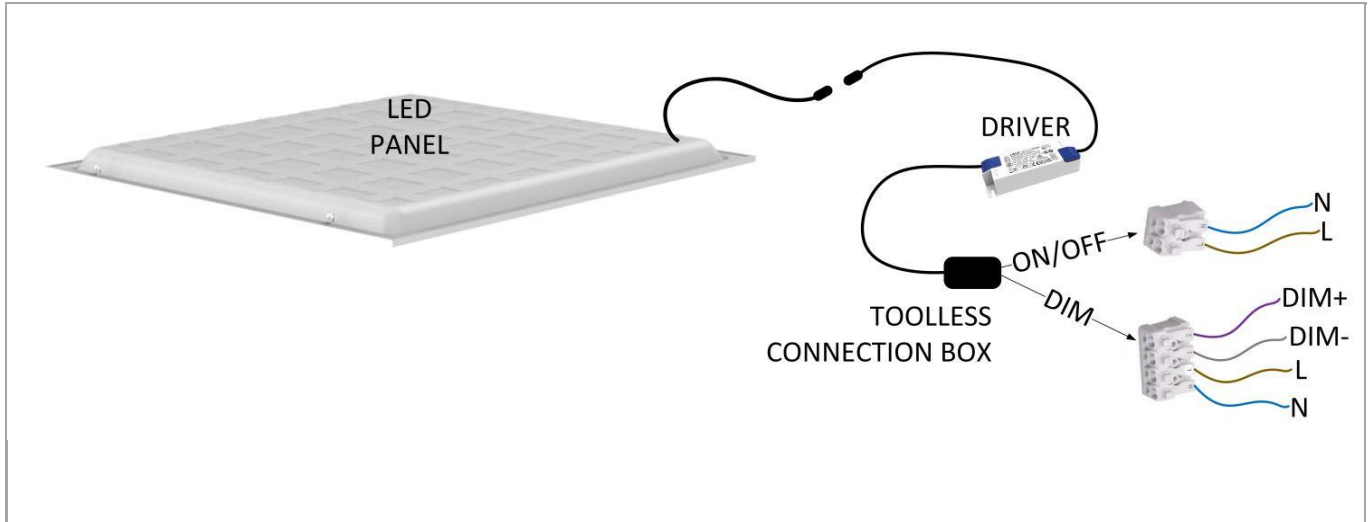 LED
PANEL
DRIVER
ON/OFF
N
L
DIM
TOOLLESS
CONNECTION BOX
DIM+
DIM-
L
N